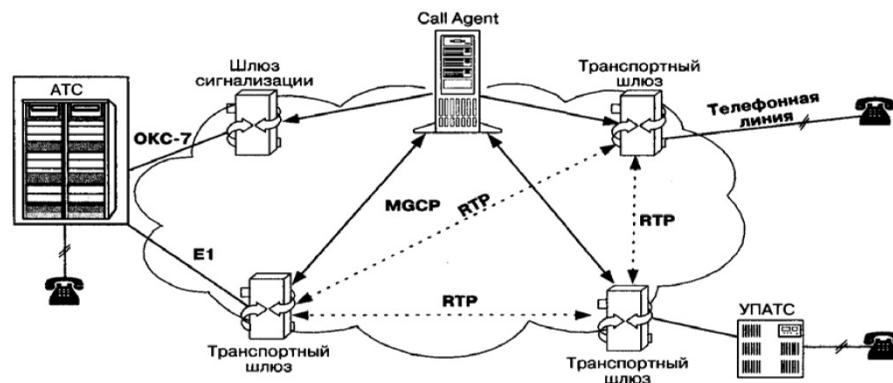 Call Agent
Шлюз
сигнализации
Транспортный
шлюз
АТС
Телефонная
линия
ОКС-7
MGCP
RTP
RTP
E1
RTP
УПАТС
Транспортный
шлюз
Транспортный
шлюз